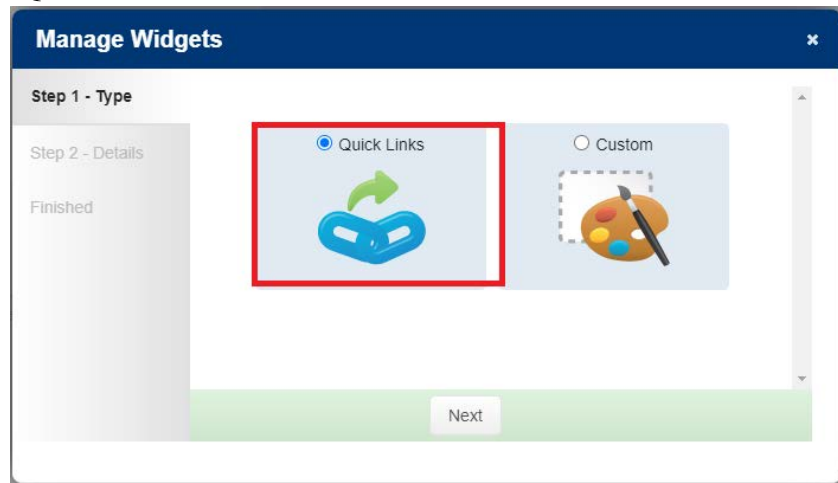 Manage Widgets ×
Step 1 - Type
Quick Links
Custom
Step 2 - Details
Finished
Next